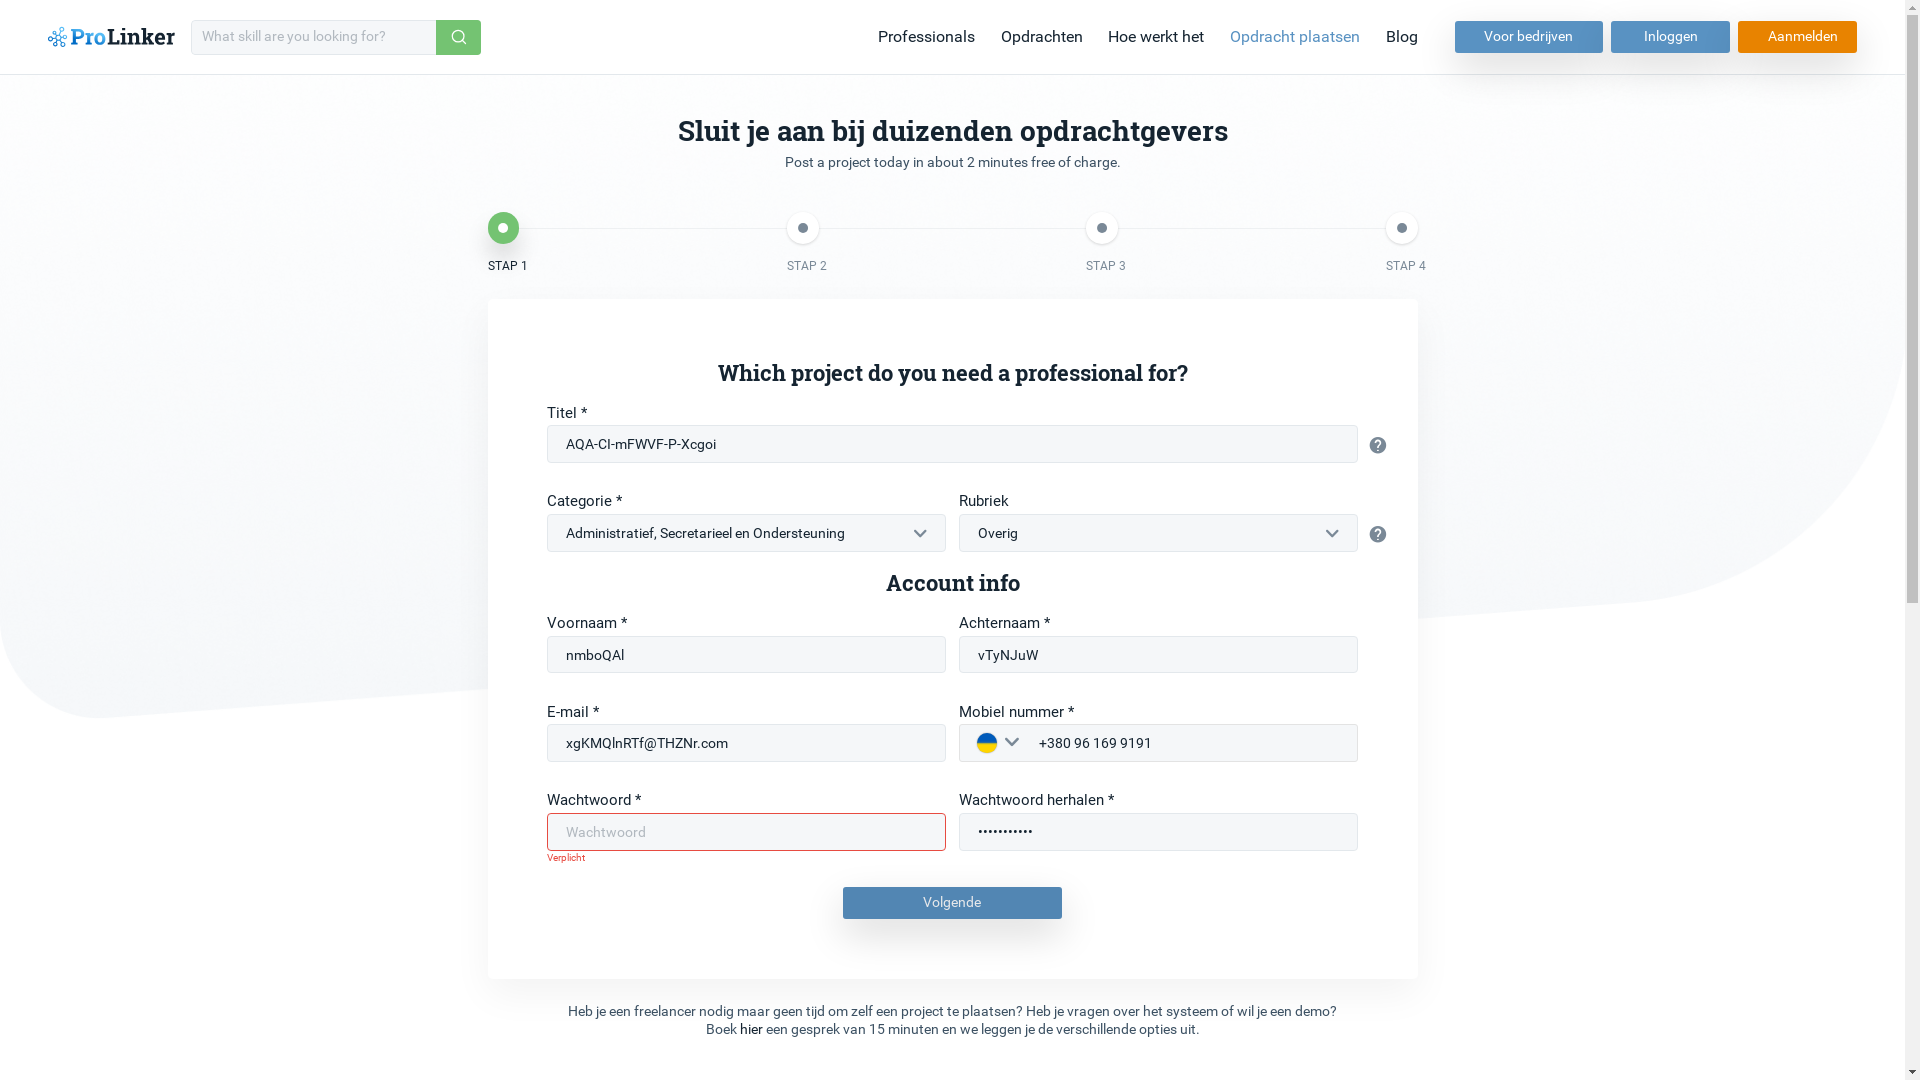 ProLinker
What skill are you looking for?
Professionals
Opdrachten
Hoe werkt het
Opdracht plaatsen
Blog
Voor bedrijven
Inloggen
Aanmelden
Sluit je aan bij duizenden opdrachtgevers
Post a project today in about 2 minutes free of charge.
STAP 1
STAP 2
STAP 3
STAP 4
Which project do you need a professional for?
Titel *
AQA-CI-mFWVF-P-Xcgoi
Categorie *
Rubriek
Administratief, Secretarieel en Ondersteuning
Overig
Account info
Voornaam *
Achternaam *
nmboQAl
vTyNJuW
E-mail *
Mobiel nummer *
xgKMQlnRTf@THZNr.com
+380 96 169 9191
Wachtwoord *
Wachtwoord herhalen *
Wachtwoord
•••••••••••
Verplicht
Volgende
Heb je een freelancer nodig maar geen tijd om zelf een project te plaatsen? Heb je vragen over het systeem of wil je een demo?
Boek hier een gesprek van 15 minuten en we leggen je de verschillende opties uit.